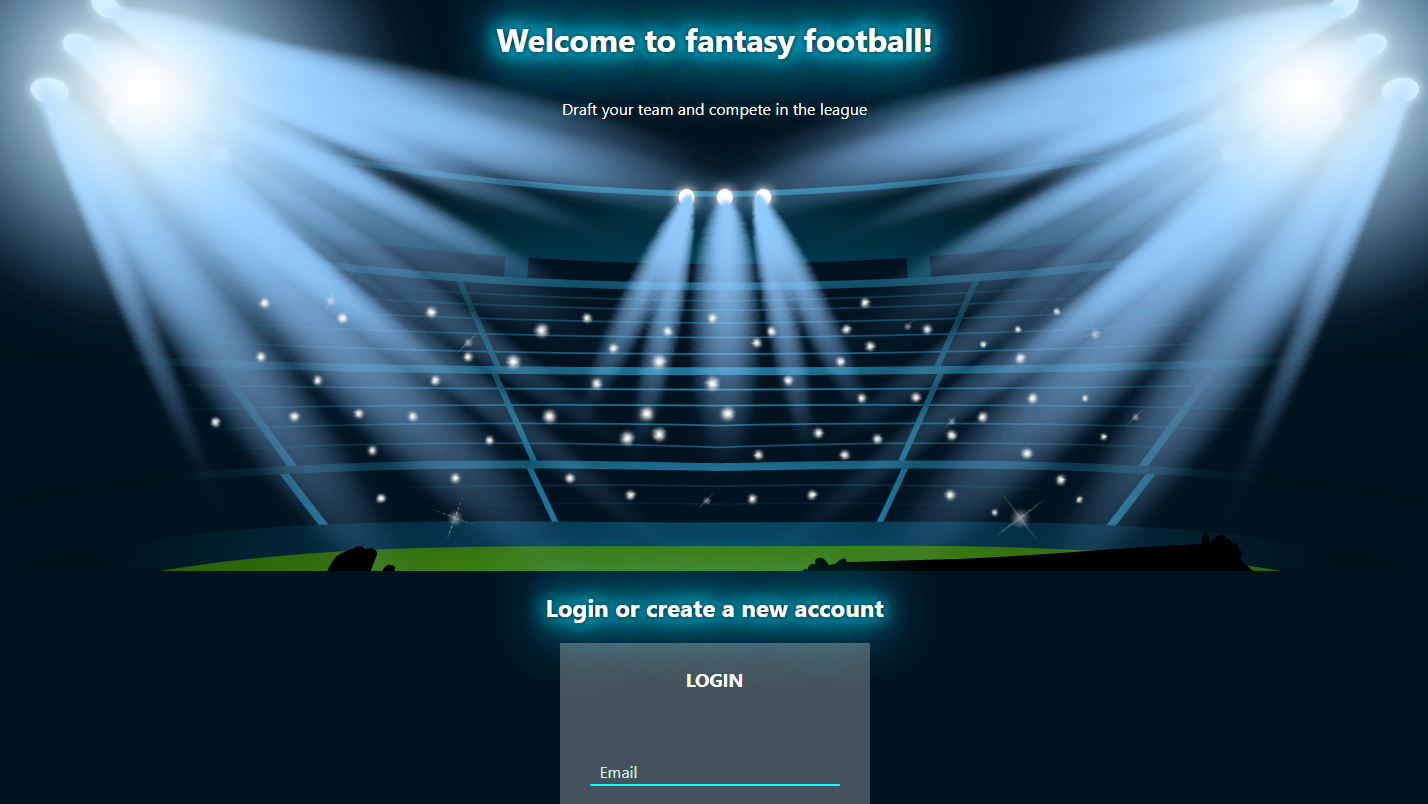 Welcome to fantasy football!
Draft your team and compete in the league
Login or create a new account
LOGIN
Email